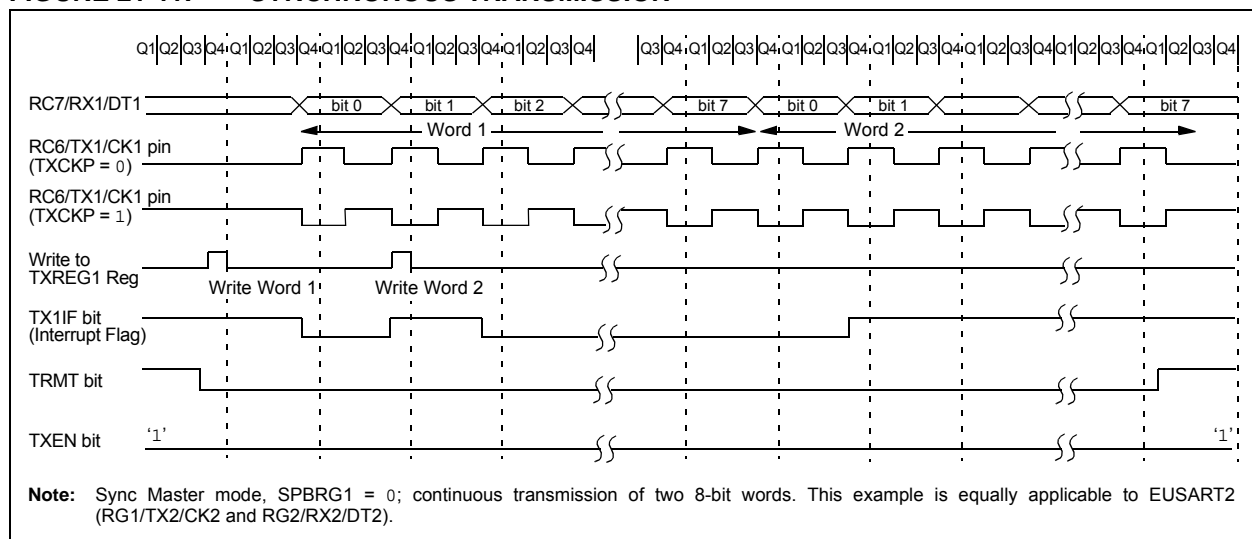 Q1 Q2 Q3 Q4 Q1 Q2 Q3 Q4 Q1 Q2 Q3 Q4 Q1 Q2 Q3 Q4 Q1 Q2 Q3 Q4 Q3 Q4 Q1 Q2 Q3 Q4 Q1 Q2 Q3 Q4 Q1 Q2 Q3 Q4 Q1 Q2 Q3 Q4 Q1 Q2 Q3 Q4 Q1 Q2 Q3 Q4
RC7/RX1/DT1 bit 0 bit 1 bit 2 bit 7 bit 0 bit 1 bit 7
Word 1 Word 2
RC6/TX1/CK1 pin
(TXCKP = 0)
RC6/TX1/CK1 pin
(TXCKP = 1)
Write to
TXREG1 Reg
Write Word 1 Write Word 2
TX1IF bit
(Interrupt Flag)
TRMT bit
TXEN bit '1' '1'
Note: Sync Master mode, SPBRG1 = 0; continuous transmission of two 8-bit words. This example is equally applicable to EUSART2
(RG1/TX2/CK2 and RG2/RX2/DT2).